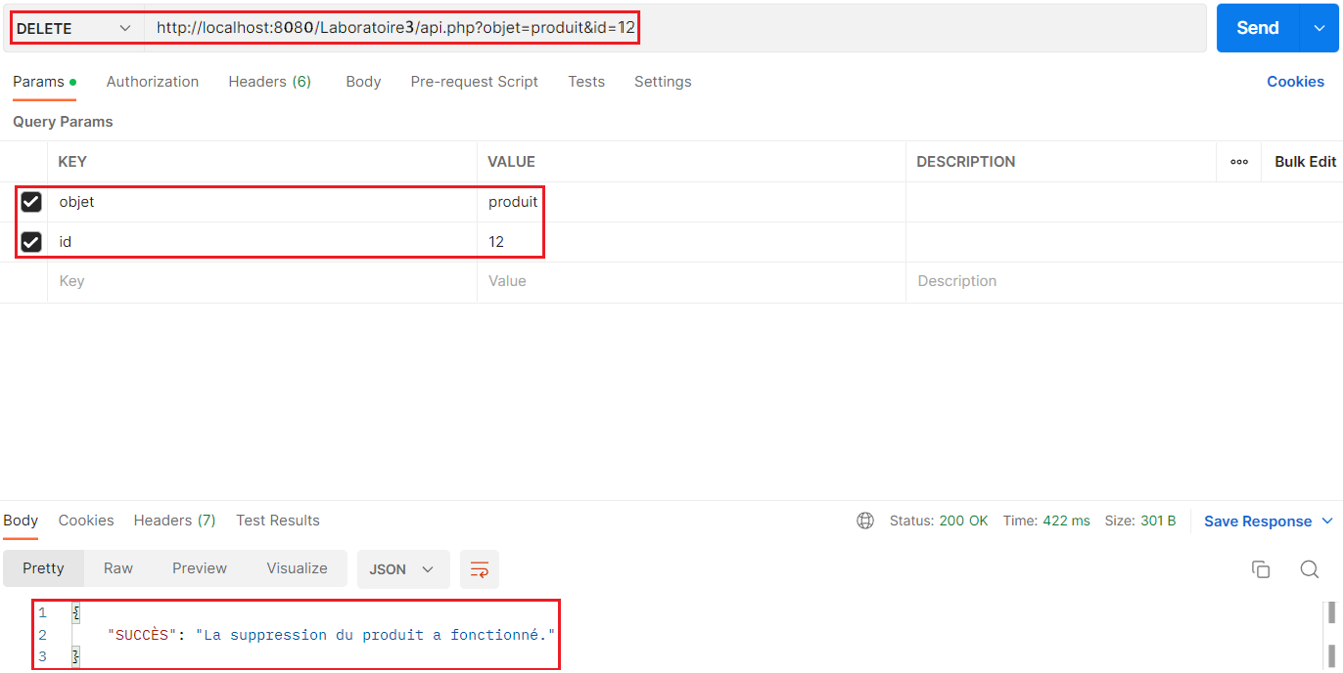 DELETE http://localhost:8080/Laboratoire3/api.php?objet=produit&id=12 Send
Params Authorization Headers (6) Body Pre-request Script Tests Settings Cookies
Query Params
KEY VALUE DESCRIPTION Bulk Edit
objet produit
id 12
Key Value Description
Body Cookies Headers (7) Test Results Status: 200 OK Time: 422 ms Size: 301 B Save Response
Pretty Raw Preview Visualize JSON
1 {
2 "SUCCÈS": "La suppression du produit a fonctionné."
3 }